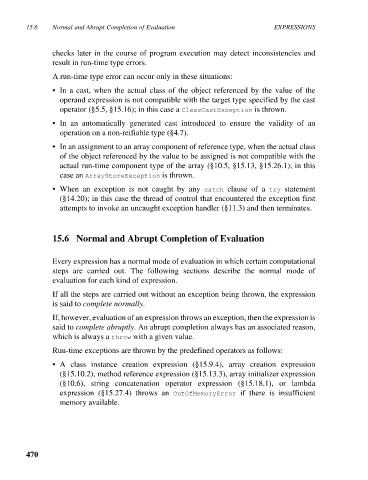 15.6 Normal and Abrupt Completion of Evaluation EXPRESSIONS
checks later in the course of program execution may detect inconsistencies and
result in run-time type errors.
A run-time type error can occur only in these situations:
• In a cast, when the actual class of the object referenced by the value of the
operand expression is not compatible with the target type specified by the cast
operator (§5.5, §15.16); in this case a ClassCastException is thrown.
• In an automatically generated cast introduced to ensure the validity of an
operation on a non-reifiable type (§4.7).
• In an assignment to an array component of reference type, when the actual class
of the object referenced by the value to be assigned is not compatible with the
actual run-time component type of the array (§10.5, §15.13, §15.26.1); in this
case an ArrayStoreException is thrown.
• When an exception is not caught by any catch clause of a try statement
(§14.20); in this case the thread of control that encountered the exception first
attempts to invoke an uncaught exception handler (§11.3) and then terminates.
15.6 Normal and Abrupt Completion of Evaluation
Every expression has a normal mode of evaluation in which certain computational
steps are carried out. The following sections describe the normal mode of
evaluation for each kind of expression.
If all the steps are carried out without an exception being thrown, the expression
is said to complete normally.
If, however, evaluation of an expression throws an exception, then the expression is
said to complete abruptly. An abrupt completion always has an associated reason,
which is always a throw with a given value.
Run-time exceptions are thrown by the predefined operators as follows:
• A class instance creation expression (§15.9.4), array creation expression
(§15.10.2), method reference expression (§15.13.3), array initializer expression
(§10.6), string concatenation operator expression (§15.18.1), or lambda
expression (§15.27.4) throws an OutOfMemoryError if there is insufficient
memory available.
470